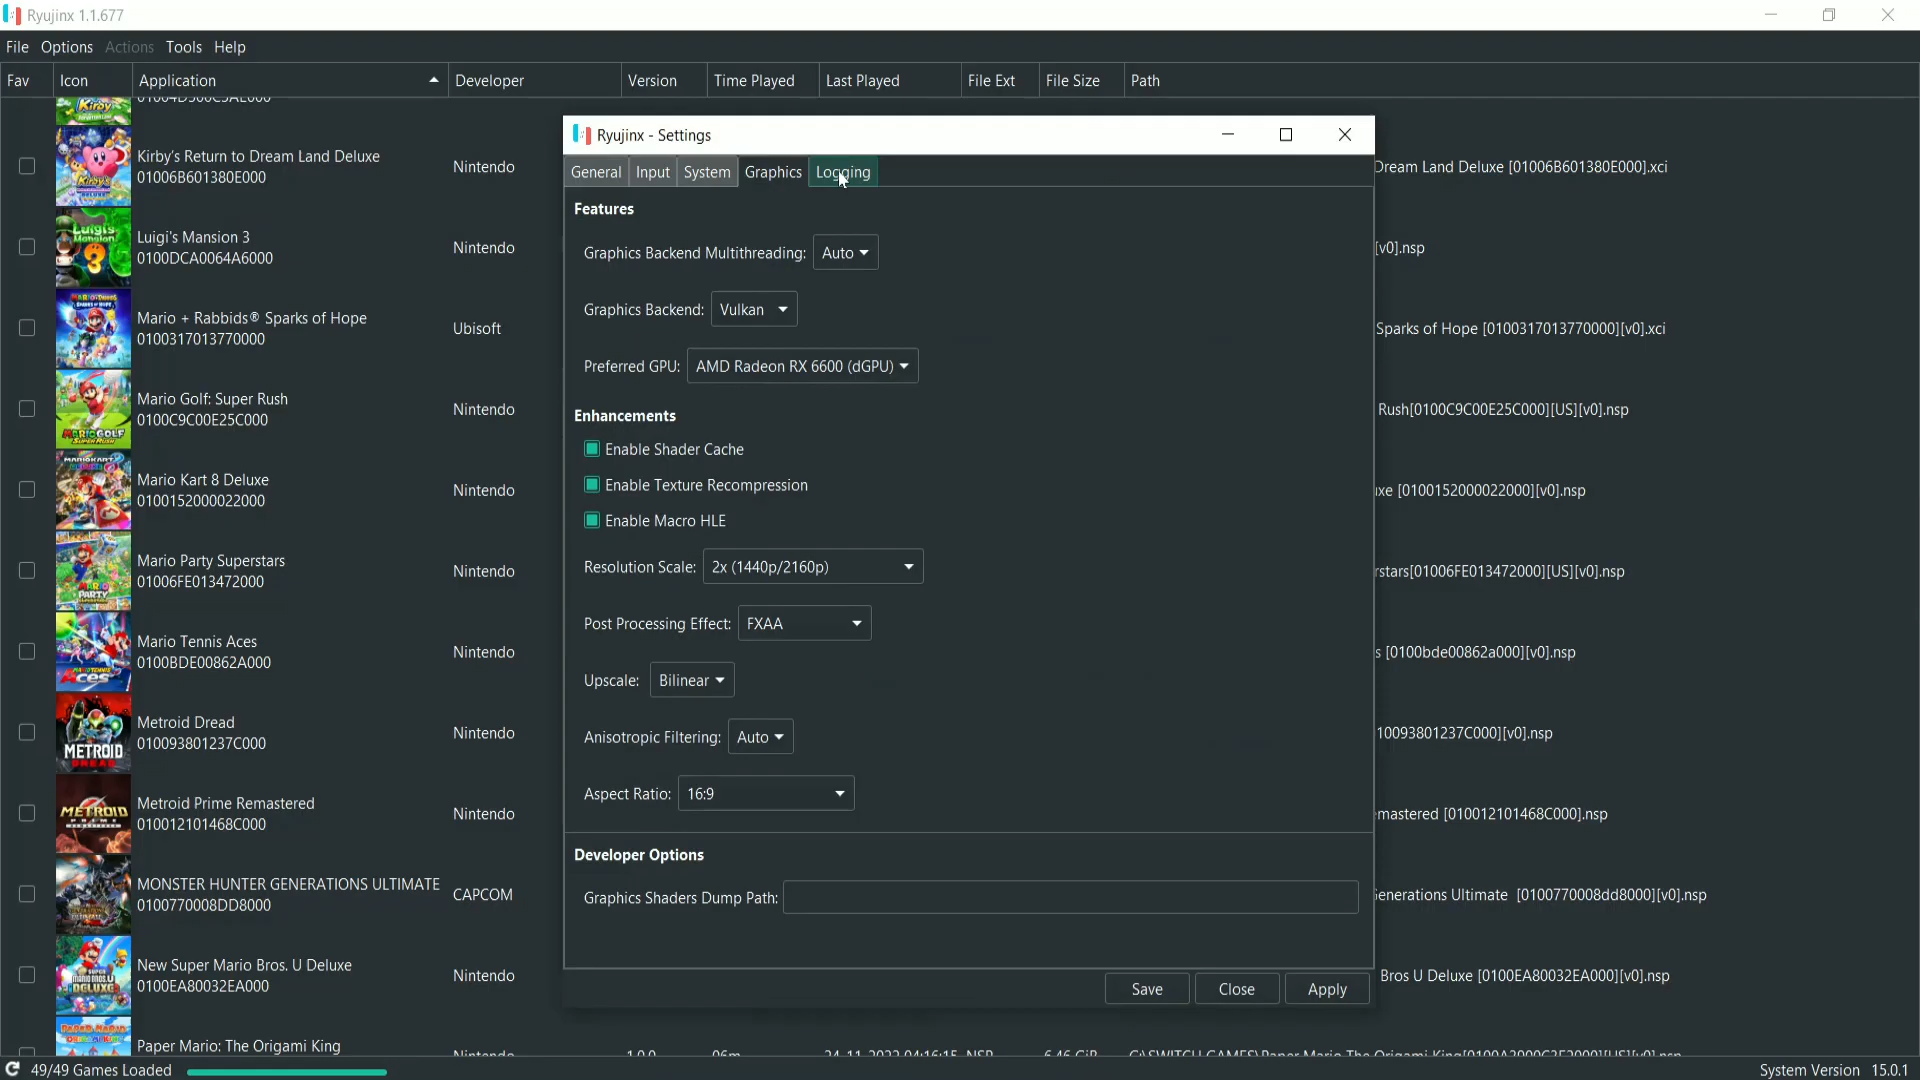 Ryujinx 1.1.677
File Options Actions Tools Help
Fav Icon Application Developer Version Time Played Last Played File Ext File Size Path
Kirby's Return to Dream Land Deluxe
01006B601380E000
Nintendo
Dream Land Deluxe [01006B601380E000].xci
Luigi's Mansion 3
0100DCA0064A6000
Nintendo
[v0].nsp
Mario + Rabbids® Sparks of Hope
0100317013770000
Ubisoft
Sparks of Hope [0100317013770000][v0].xci
Mario Golf: Super Rush
0100C9C00E25C000
Nintendo
Rush[0100C9C00E25C000][US][v0].nsp
Mario Kart 8 Deluxe
0100152000022000
Nintendo
uxe [0100152000022000][v0].nsp
Mario Party Superstars
01006FE013472000
Nintendo
rstars[01006FE013472000][US][v0].nsp
Mario Tennis Aces
0100BDE00862A000
Nintendo
s [0100bde00862a000][v0].nsp
Metroid Dread
010093801237C000
Nintendo
10093801237C000][v0].nsp
Metroid Prime Remastered
010012101468C000
Nintendo
mastered [010012101468C000].nsp
MONSTER HUNTER GENERATIONS ULTIMATE
0100770008DD8000
CAPCOM
Generations Ultimate [0100770008dd8000][v0].nsp
New Super Mario Bros. U Deluxe
0100EA80032EA000
Nintendo
Bros U Deluxe [0100EA80032EA000][v0].nsp
Paper Mario: The Origami King
Ryujinx - Settings
General Input System Graphics Logging
Features
Graphics Backend Multithreading: Auto
Graphics Backend: Vulkan
Preferred GPU: AMD Radeon RX 6600 (dGPU)
Enhancements
Enable Shader Cache
Enable Texture Recompression
Enable Macro HLE
Resolution Scale: 2x (1440p/2160p)
Post Processing Effect: FXAA
Upscale: Bilinear
Anisotropic Filtering: Auto
Aspect Ratio: 16:9
Developer Options
Graphics Shaders Dump Path:
Save Close Apply
49/49 Games Loaded
System Version 15.0.1